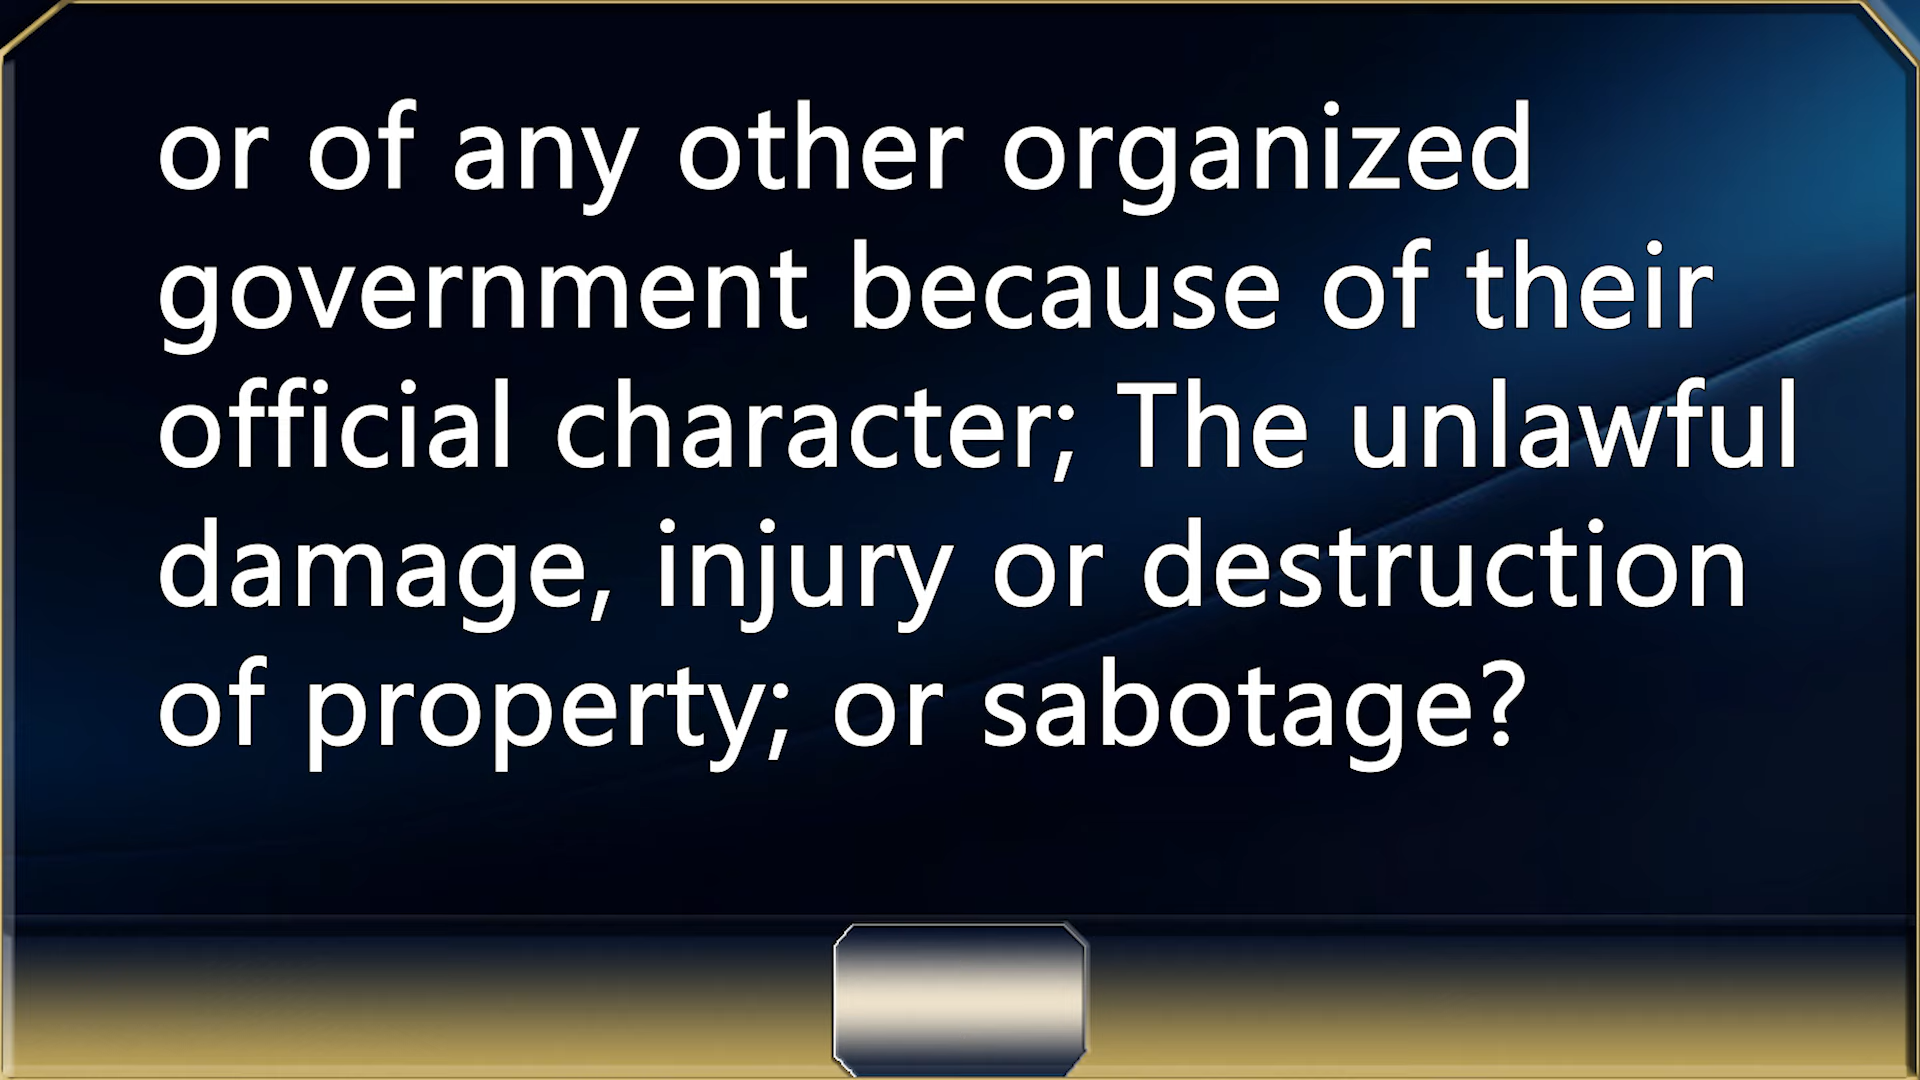 or of any other organized
government because of their
official character; The unlawful
damage, injury or destruction
of property; or sabotage?